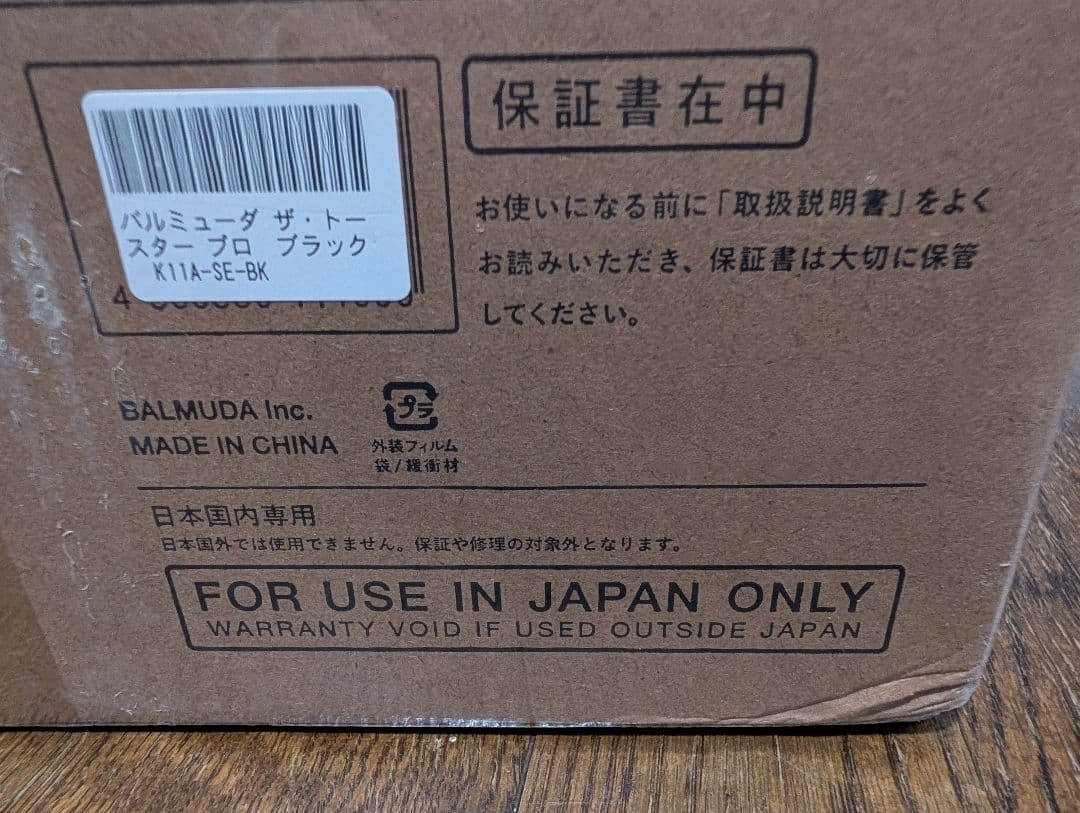 バルミューダ ザ・トー
スター プロ ブラック
K11A-SE-BK
保証書在中
お使いになる前に「取扱説明書」をよく
お読みいただき、保証書は大切に保管
してください。
BALMUDA Inc.
MADE IN CHINA
プラ
外装フィルム
袋/緩衝材
日本国内専用
日本国外では使用できません。保証や修理の対象外となります。
FOR USE IN JAPAN ONLY
WARRANTY VOID IF USED OUTSIDE JAPAN